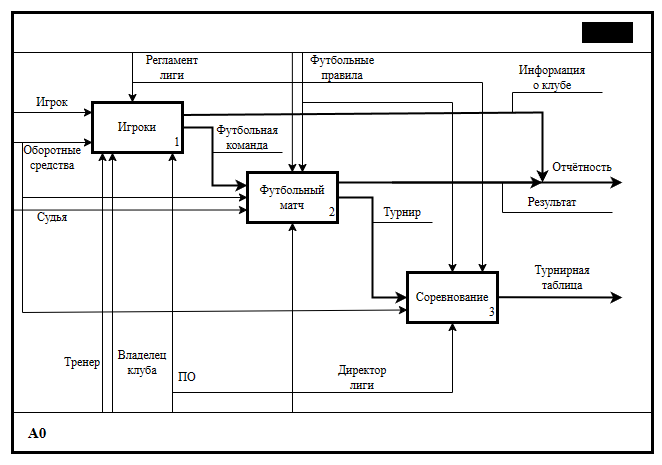 Регламент
лиги
Футбольные
правила
Информация
о клубе
Игрок
Игроки
1
Оборотные
средства
Футбольная
команда
Отчётность
Футбольный
матч
2
Результат
Судья
Турнир
Турнирная
таблица
Соревнование
3
Тренер
Владелец
клуба
ПО
Директор
лиги
A0